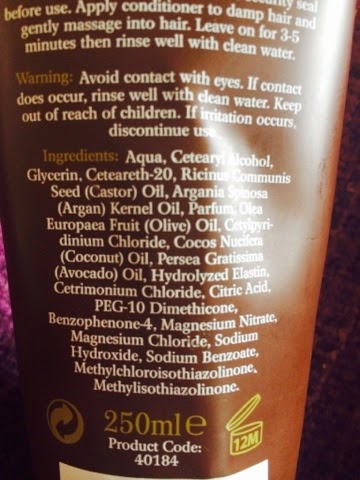 before use. Apply conditioner to damp hair and
gently massage into hair. Leave on for 3-5
minutes then rinse well with clean water.
Warning: Avoid contact with eyes. If contact
does occur, rinse well with clean water. Keep
out of reach of children. If irritation occurs,
discontinue use.
Ingredients: Aqua, Cetearyl Alcohol,
Glycerin, Ceteareth-20, Ricinus Communis
Seed (Castor) Oil, Argania Spinosa
(Argan) Kernel Oil, Parfum, Olea
Europaea Fruit (Olive) Oil, Cetylpyri-
dinium Chloride, Cocos Nucifera
(Coconut) Oil, Persea Gratissima
(Avocado) Oil, Hydrolyzed Elastin,
Cetrimonium Chloride, Citric Acid,
PEG-10 Dimethicone,
Benzophenone-4, Magnesium Nitrate,
Magnesium Chloride, Sodium
Hydroxide, Sodium Benzoate,
Methylchloroisothiazolinone,
Methylisothiazolinone.
250ml e
12M
Product Code:
40184